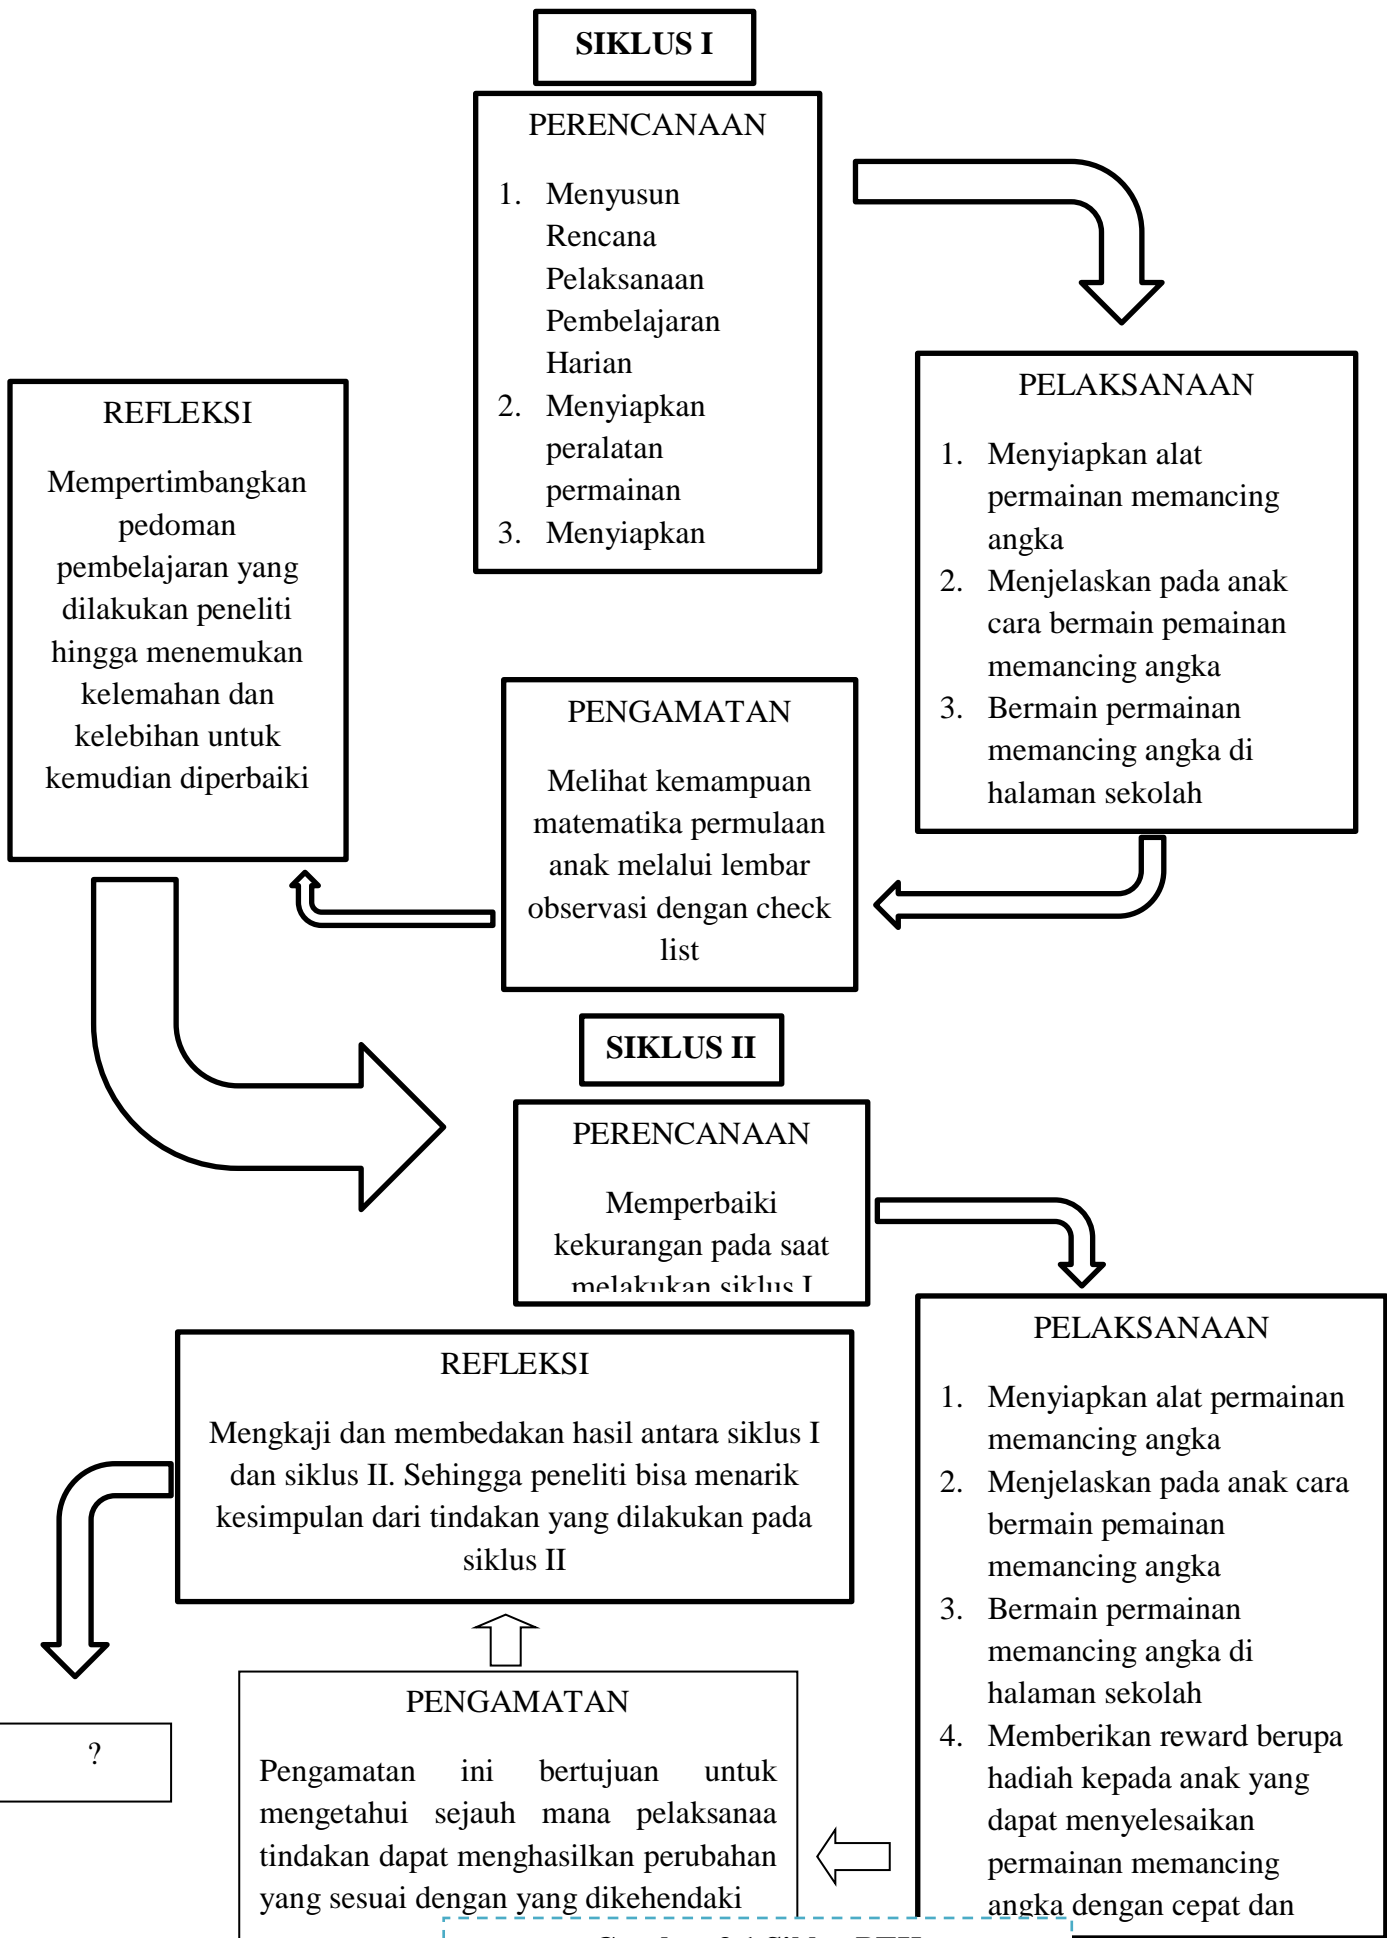 SIKLUS I
PERENCANAAN
1. Menyusun
Rencana
Pelaksanaan
Pembelajaran
Harian
2. Menyiapkan
peralatan
permainan
3. Menyiapkan
PELAKSANAAN
1. Menyiapkan alat
permainan memancing
angka
2. Menjelaskan pada anak
cara bermain pemainan
memancing angka
3. Bermain permainan
memancing angka di
halaman sekolah
PENGAMATAN
Melihat kemampuan
matematika permulaan
anak melalui lembar
observasi dengan check
list
REFLEKSI
Mempertimbangkan
pedoman
pembelajaran yang
dilakukan peneliti
hingga menemukan
kelemahan dan
kelebihan untuk
kemudian diperbaiki
SIKLUS II
PERENCANAAN
Memperbaiki
kekurangan pada saat
melakukan siklus I
PELAKSANAAN
1. Menyiapkan alat permainan
memancing angka
2. Menjelaskan pada anak cara
bermain pemainan
memancing angka
3. Bermain permainan
memancing angka di
halaman sekolah
4. Memberikan reward berupa
hadiah kepada anak yang
dapat menyelesaikan
permainan memancing
angka dengan cepat dan
PENGAMATAN
Pengamatan ini bertujuan untuk
mengetahui sejauh mana pelaksanaa
tindakan dapat menghasilkan perubahan
yang sesuai dengan yang dikehendaki
REFLEKSI
Mengkaji dan membedakan hasil antara siklus I
dan siklus II. Sehingga peneliti bisa menarik
kesimpulan dari tindakan yang dilakukan pada
siklus II
?